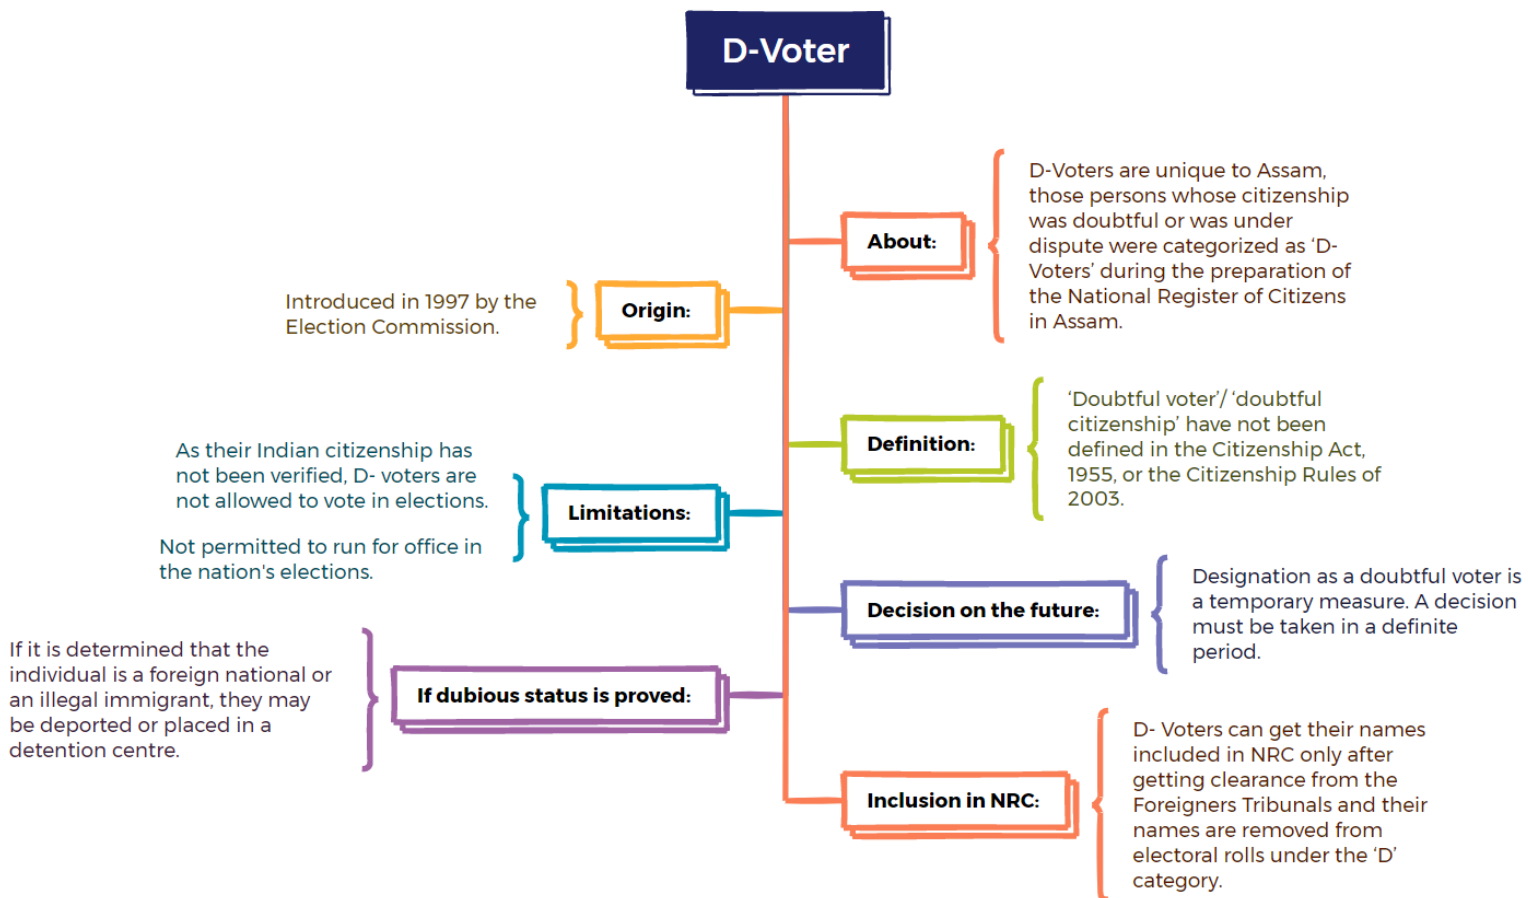 D-Voter
About:
D-Voters are unique to Assam,
those persons whose citizenship
was doubtful or was under
dispute were categorized as ‘D-
Voters’ during the preparation of
the National Register of Citizens
in Assam.
Origin:
Introduced in 1997 by the
Election Commission.
Definition:
‘Doubtful voter’/ ‘doubtful
citizenship’ have not been
defined in the Citizenship Act,
1955, or the Citizenship Rules of
2003.
Limitations:
As their Indian citizenship has
not been verified, D- voters are
not allowed to vote in elections.
Not permitted to run for office in
the nation's elections.
Decision on the future:
Designation as a doubtful voter is
a temporary measure. A decision
must be taken in a definite
period.
If dubious status is proved:
If it is determined that the
individual is a foreign national or
an illegal immigrant, they may
be deported or placed in a
detention centre.
Inclusion in NRC:
D- Voters can get their names
included in NRC only after
getting clearance from the
Foreigners Tribunals and their
names are removed from
electoral rolls under the ‘D’
category.